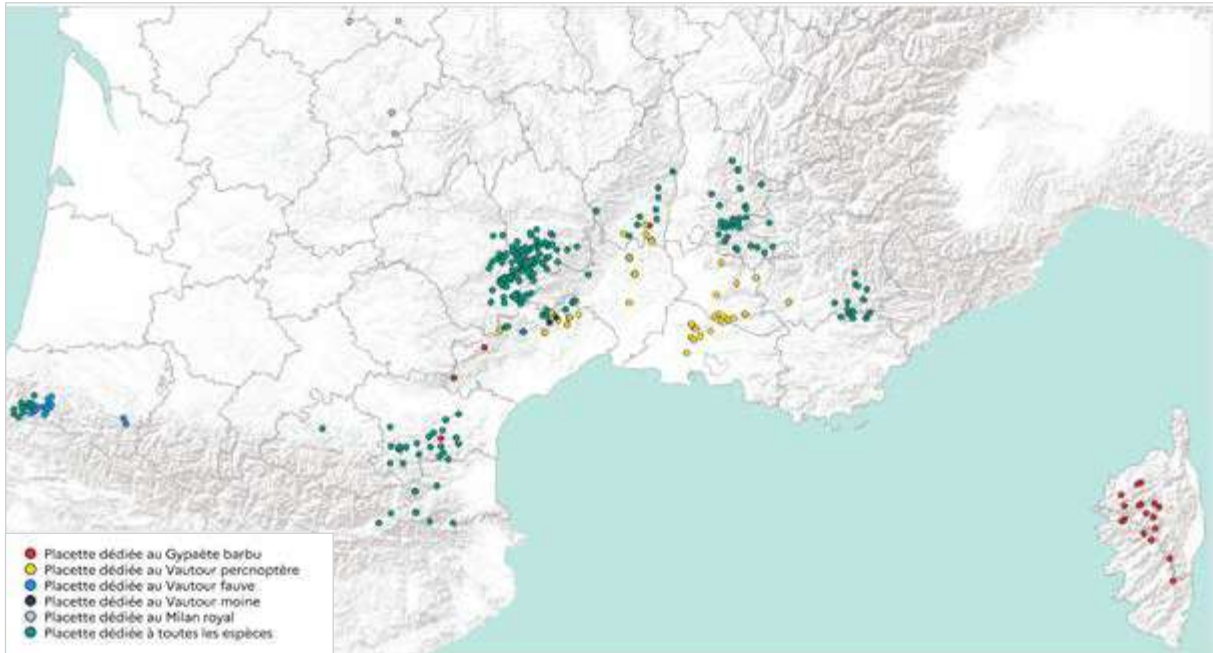 Placette dédiée au Gypaète barbu
Placette dédiée au Vautour percnoptère
Placette dédiée au Vautour fauve
Placette dédiée au Vautour moine
Placette dédiée au Milan royal
Placette dédiée à toutes les espèces